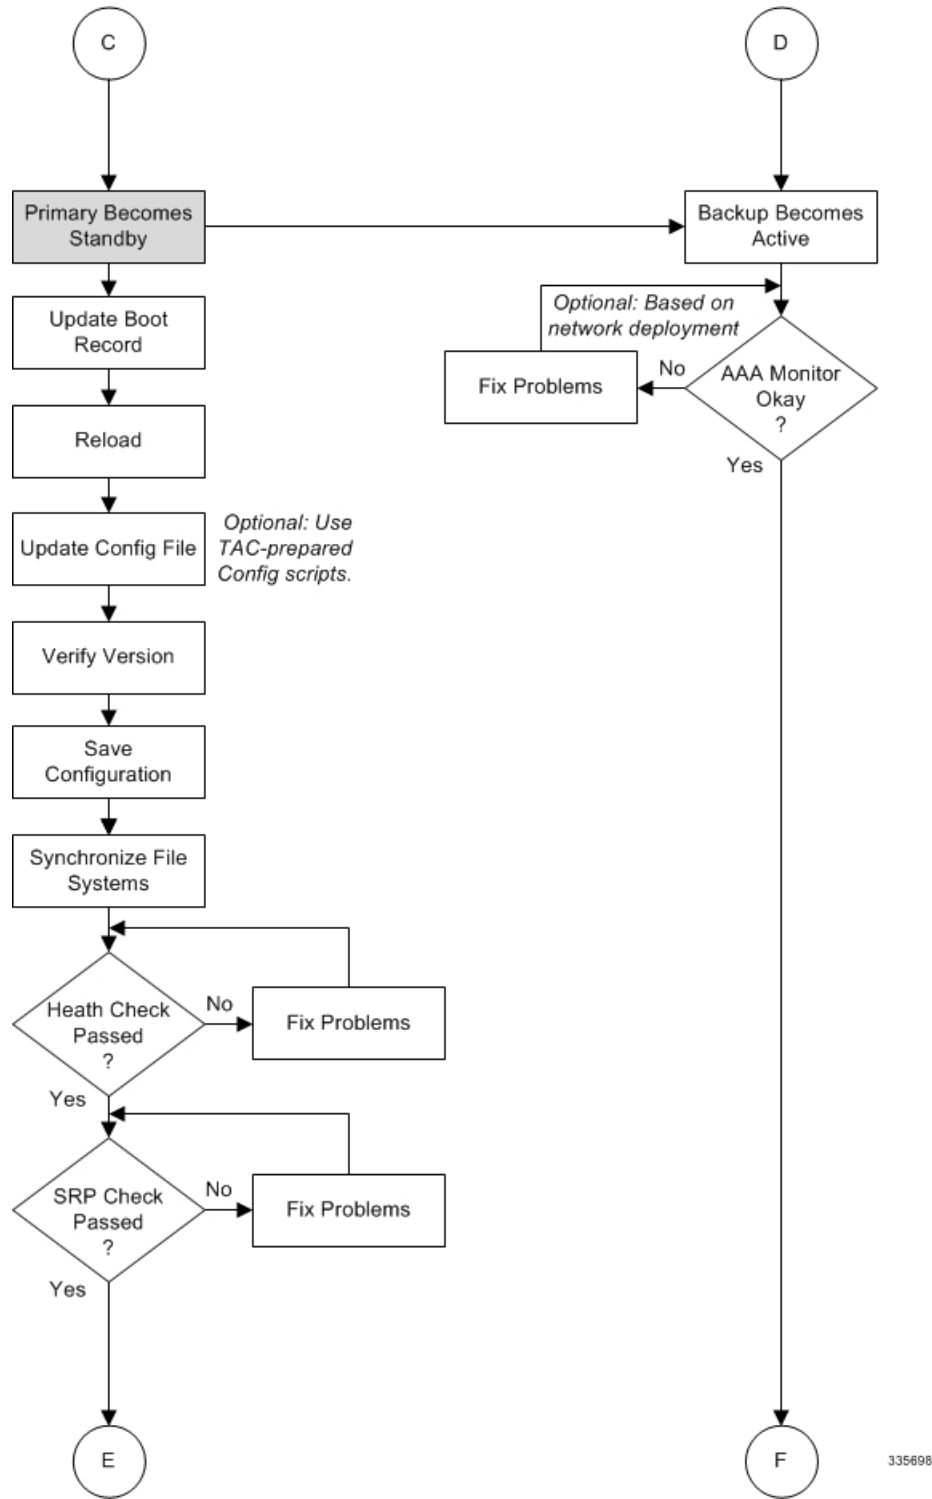 C
D
Primary Becomes
Standby
Backup Becomes
Active
Update Boot
Record
Optional: Based on
network deployment
Fix Problems
No
AAA Monitor
Okay
?
Yes
Reload
Update Config File
Optional: Use
TAC-prepared
Config scripts.
Verify Version
Save
Configuration
Synchronize File
Systems
Heath Check
Passed
?
No
Fix Problems
Yes
SRP Check
Passed
?
No
Fix Problems
Yes
E
F
335698